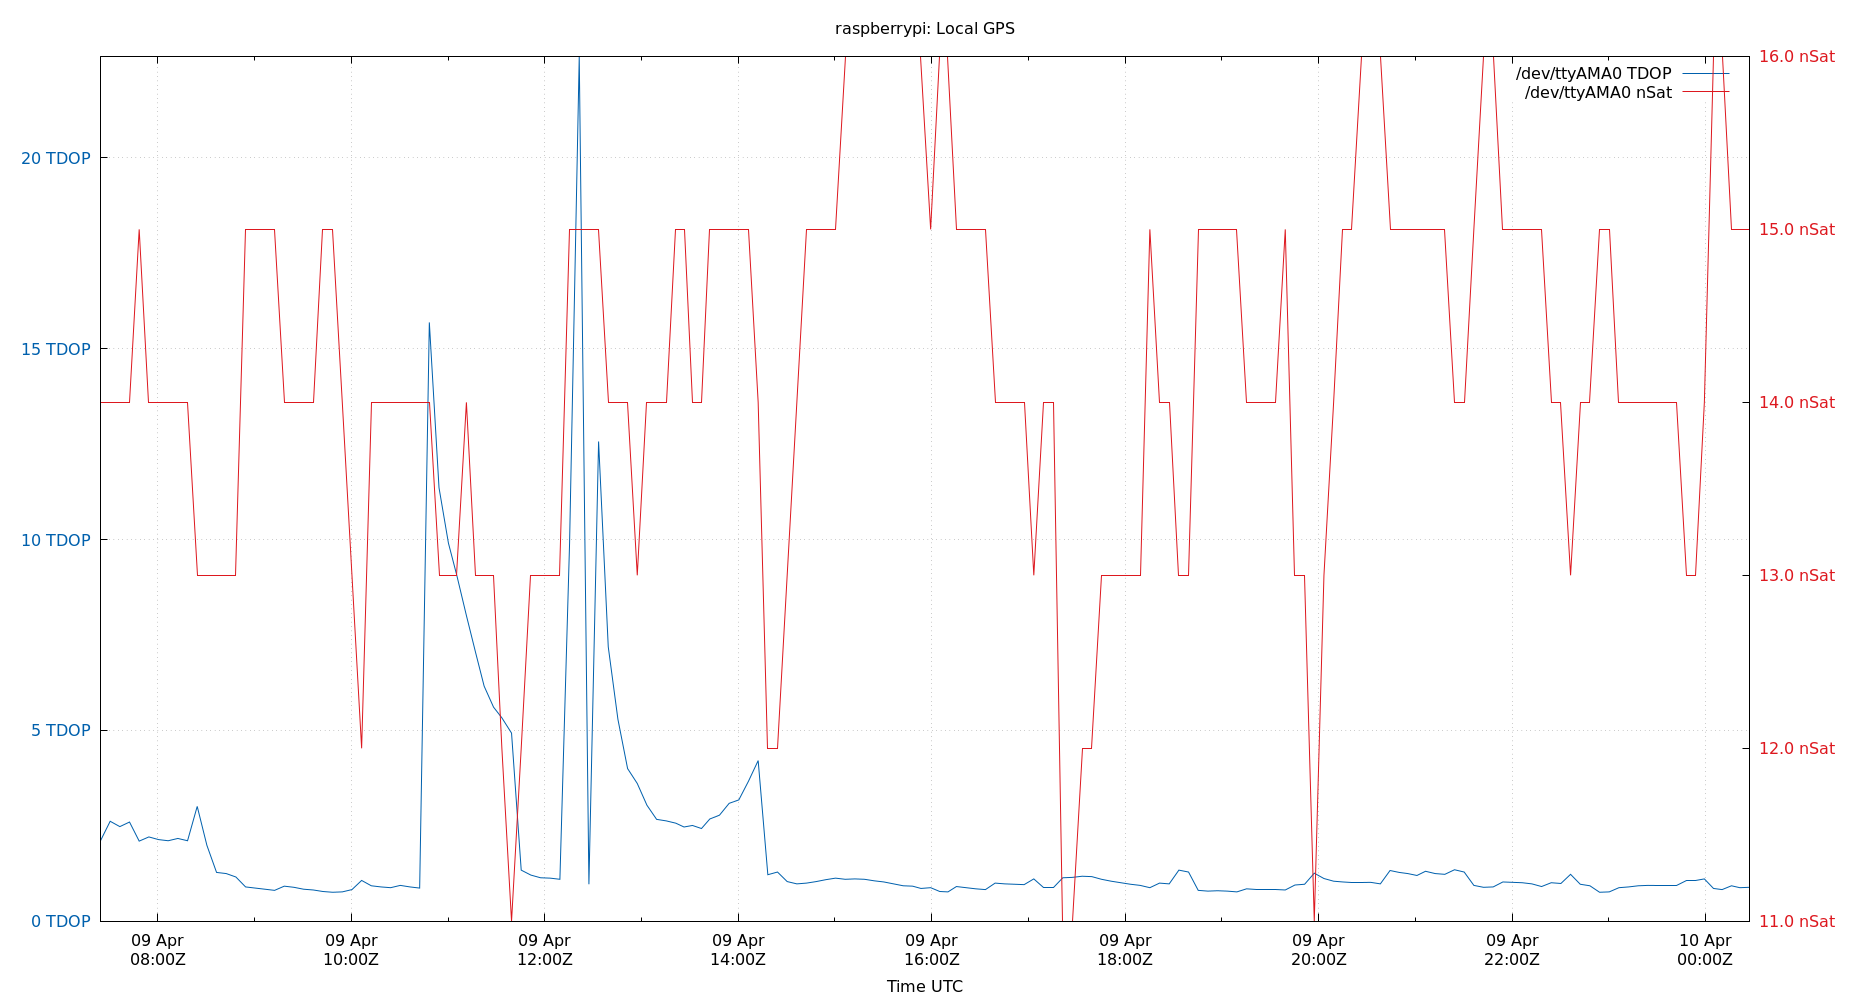 raspberrypi: Local GPS
/dev/ttyAMA0 TDOP
/dev/ttyAMA0 nSat
20 TDOP
15 TDOP
10 TDOP
5 TDOP
0 TDOP
16.0 nSat
15.0 nSat
14.0 nSat
13.0 nSat
12.0 nSat
11.0 nSat
09 Apr
08:00Z
09 Apr
10:00Z
09 Apr
12:00Z
09 Apr
14:00Z
09 Apr
16:00Z
09 Apr
18:00Z
09 Apr
20:00Z
09 Apr
22:00Z
10 Apr
00:00Z
Time UTC